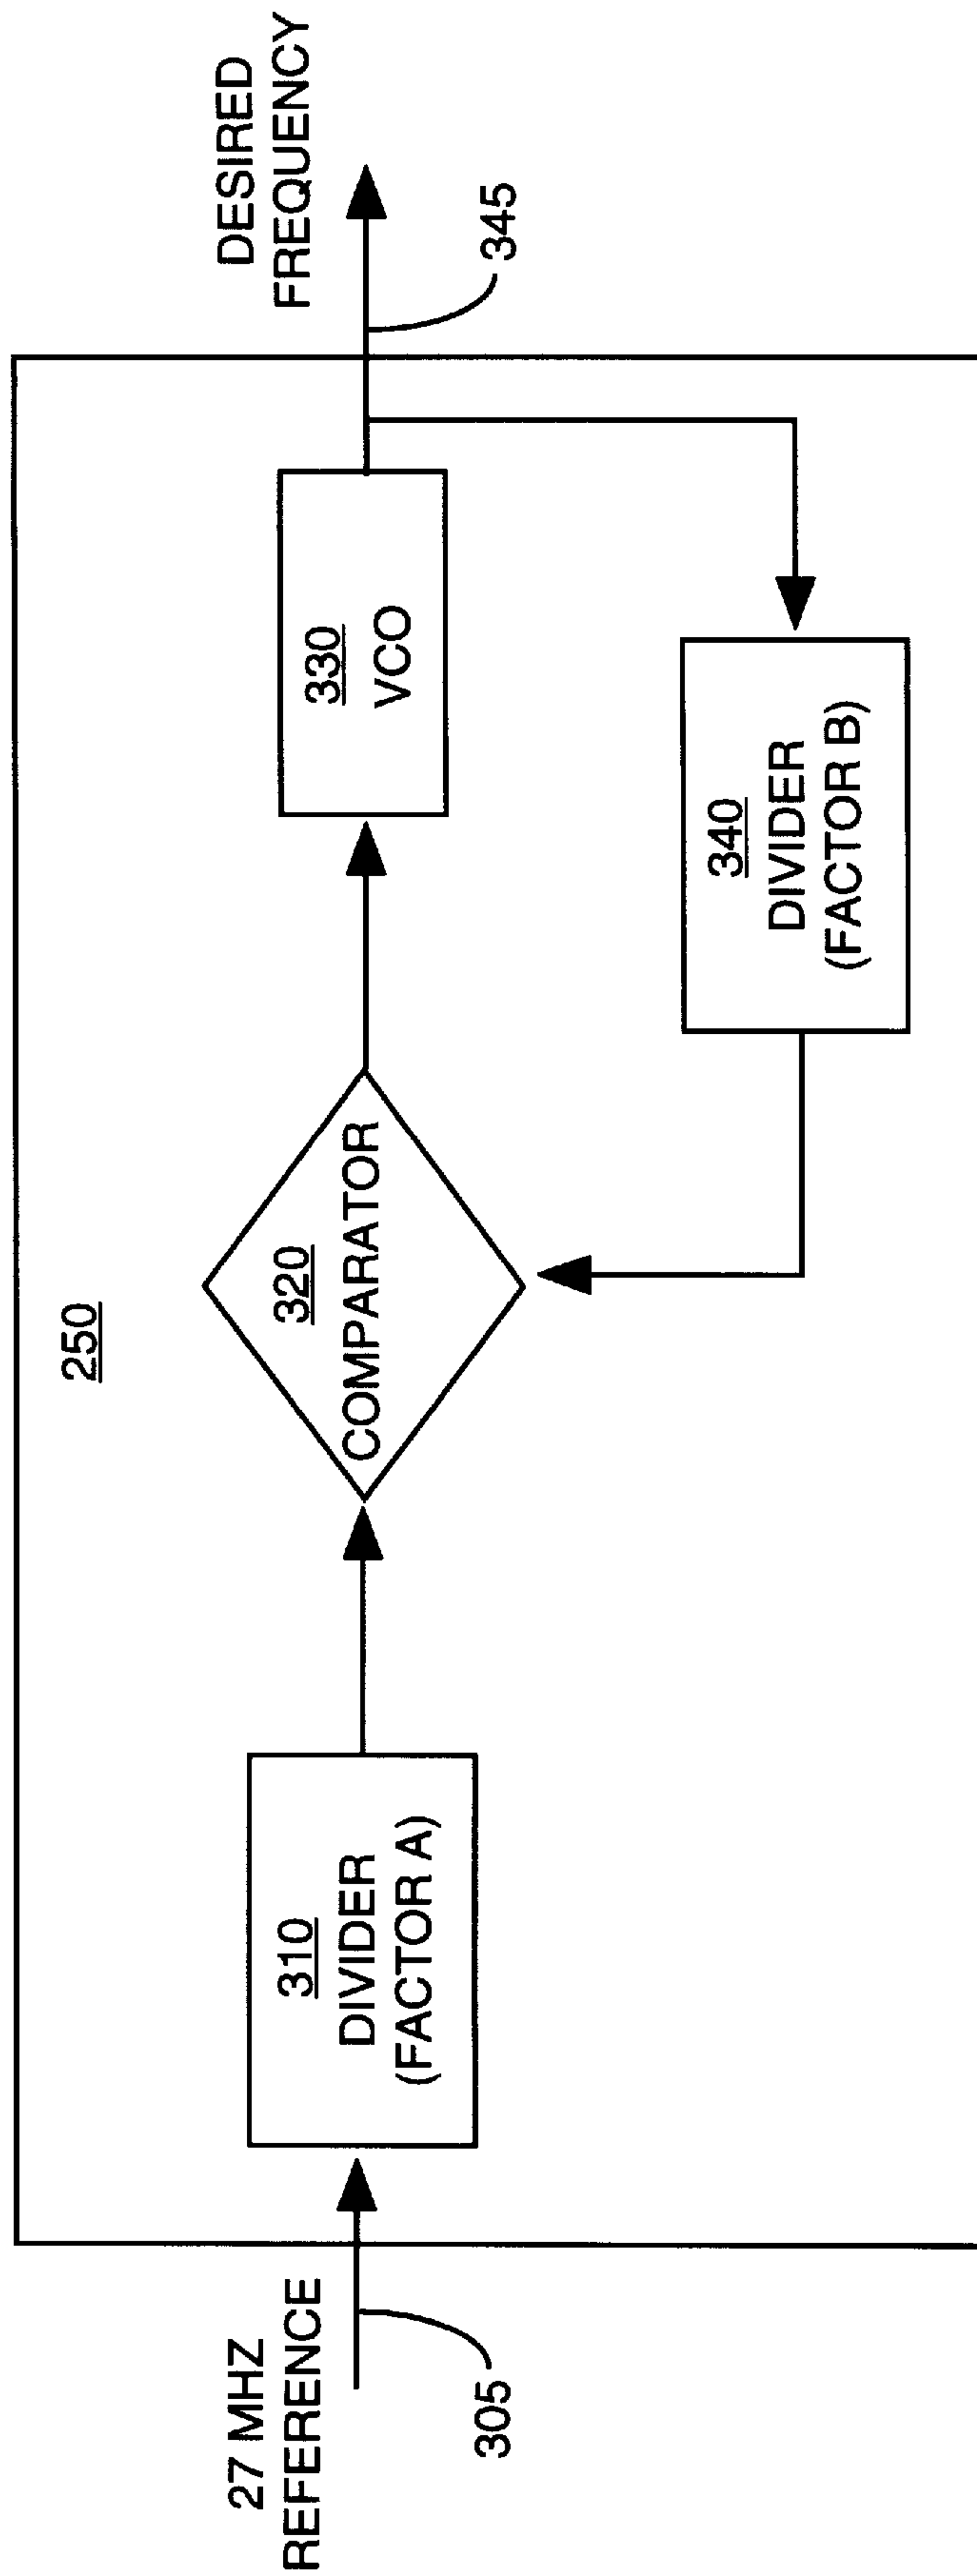 250
27 MHZ
REFERENCE
305
310
DIVIDER
(FACTOR A)
320
COMPARATOR
330
VCO
340
DIVIDER
(FACTOR B)
DESIRED
FREQUENCY
345